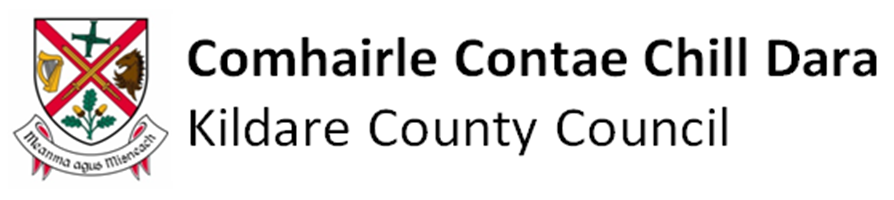 Comhairle Contae Chill Dara
Kildare County Council
Meanma agus Misneach